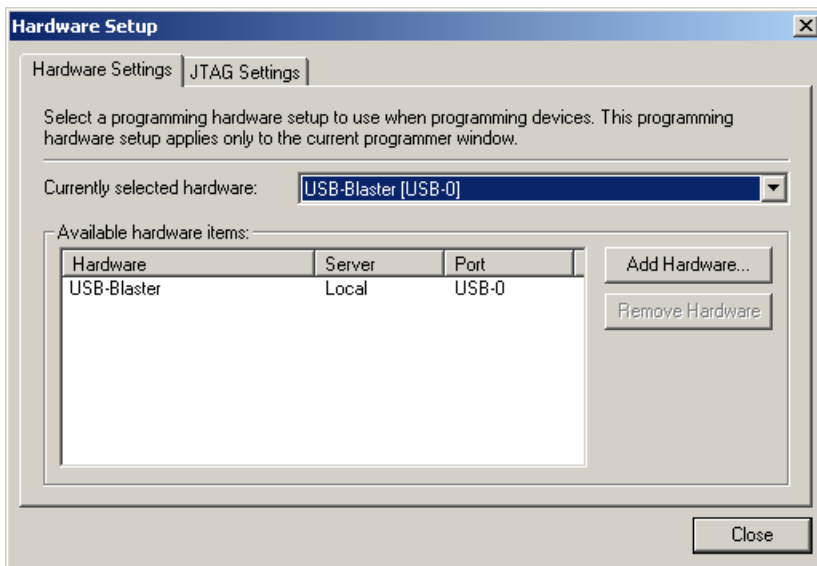 Hardware Setup
Hardware Settings
JTAG Settings
Select a programming hardware setup to use when programming devices. This programming
hardware setup applies only to the current programmer window.
Currently selected hardware:
USB-Blaster [USB-0]
Available hardware items:
Hardware Server Port
USB-Blaster Local USB-0
Add Hardware...
Remove Hardware
Close